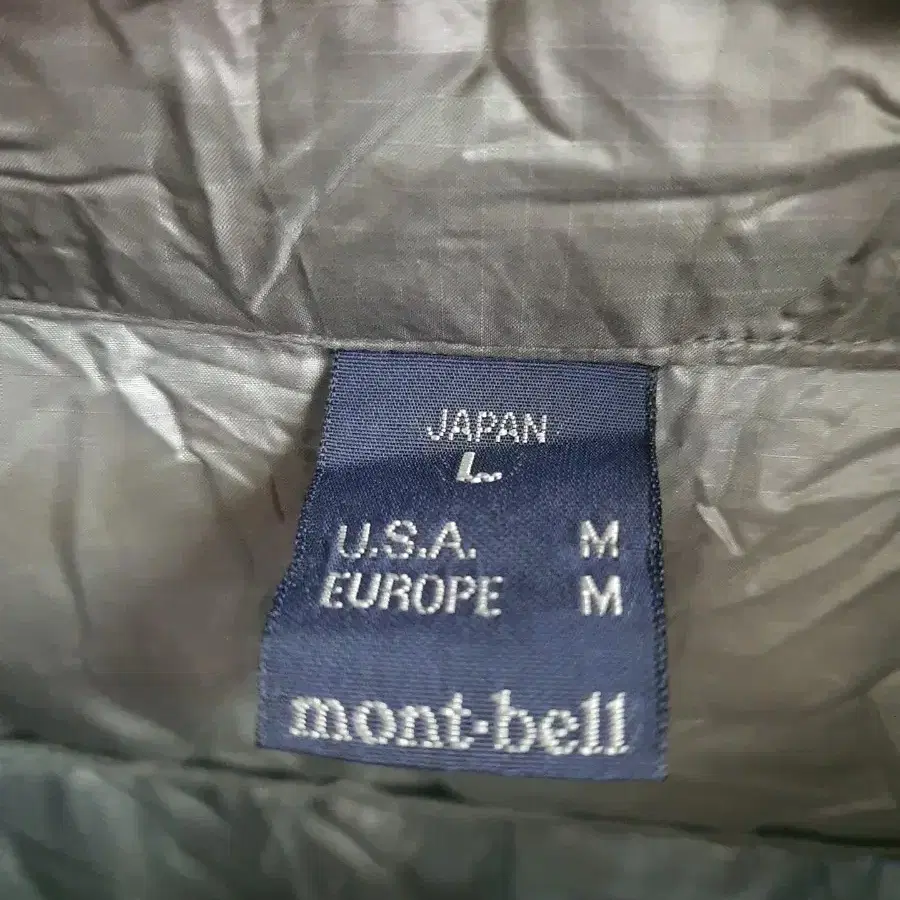 JAPAN
L
U.S.A. M
EUROPE M
mont-bell